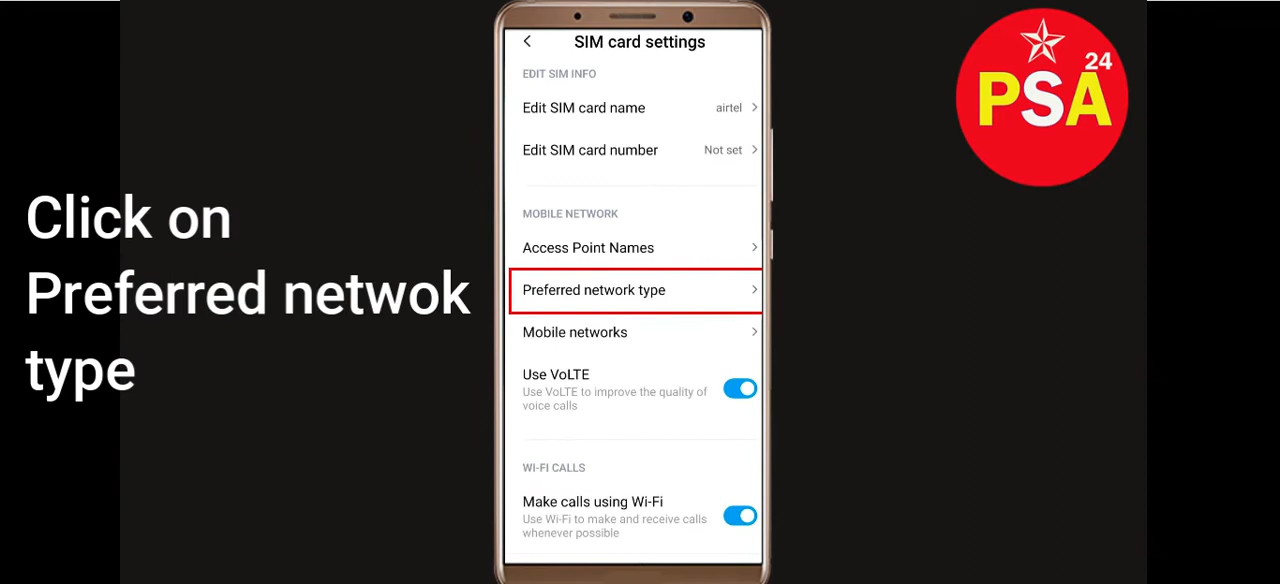 Click on
Preferred netwok
type
SIM card settings
EDIT SIM INFO
Edit SIM card name airtel
Edit SIM card number Not set
MOBILE NETWORK
Access Point Names
Preferred network type
Mobile networks
Use VoLTE
Use VoLTE to improve the quality of
voice calls
WI-FI CALLS
Make calls using Wi-Fi
Use Wi-Fi to make and receive calls
whenever possible
24
PSA